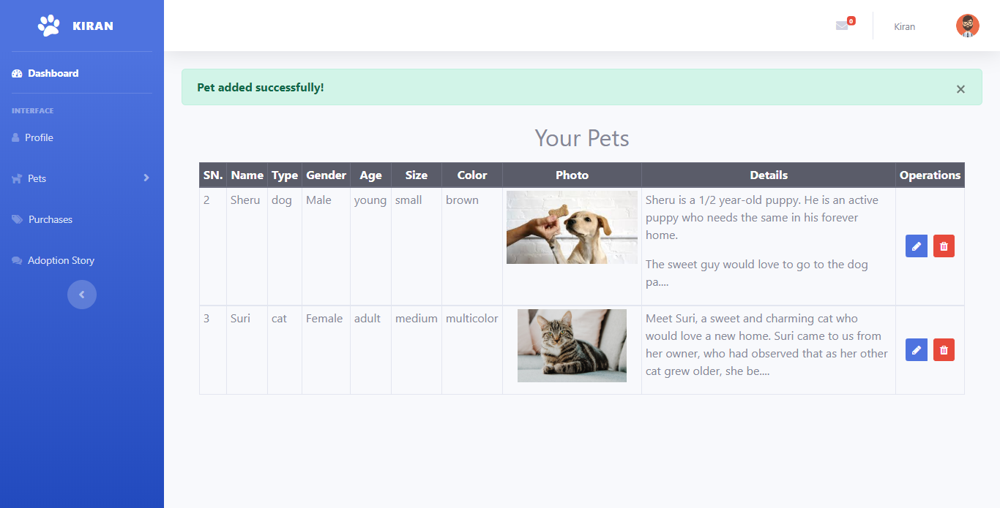 KIRAN
Dashboard
INTERFACE
Profile
Pets
Purchases
Adoption Story
0
Kiran
Pet added successfully!
×
Your Pets
SN. Name Type Gender Age Size Color Photo Details Operations
2 Sheru dog Male young small brown Sheru is a 1/2 year-old puppy. He is an active
puppy who needs the same in his forever
home.
The sweet guy would love to go to the dog
pa....
3 Suri cat Female adult medium multicolor Meet Suri, a sweet and charming cat who
would love a new home. Suri came to us from
her owner, who had observed that as her other
cat grew older, she be....